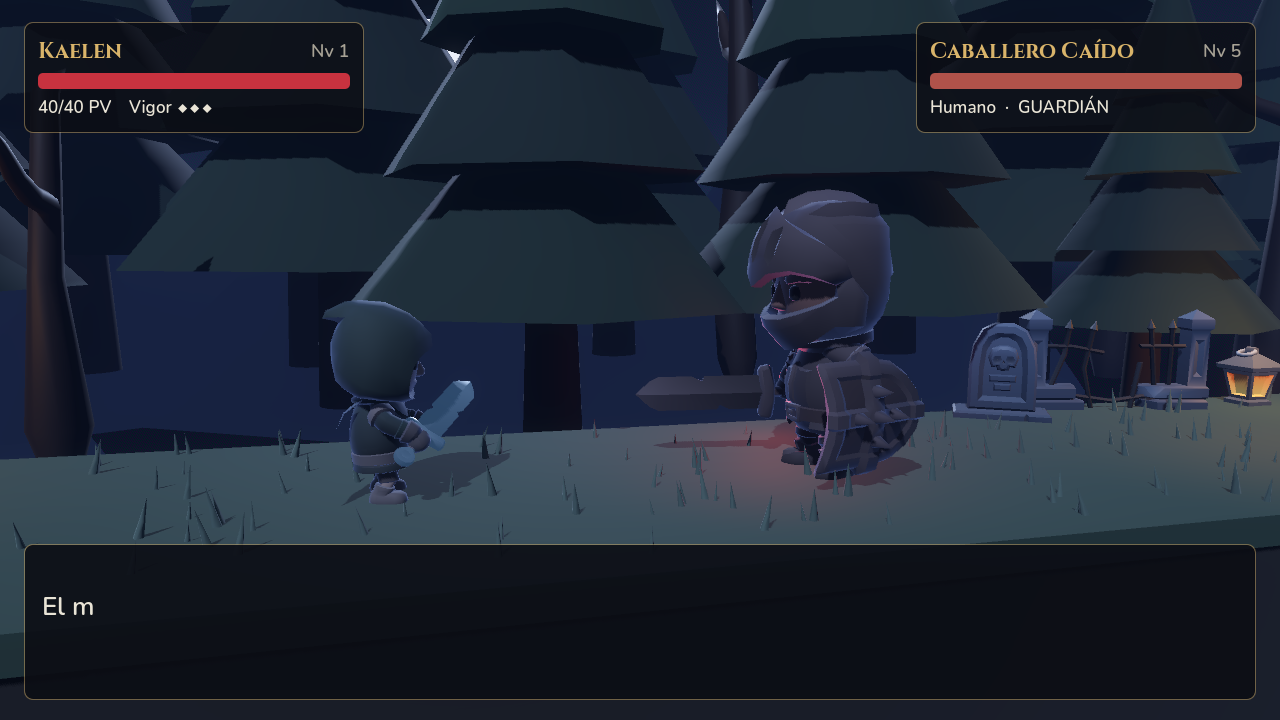 KAELEN Nv 1
40/40 PV Vigor
CABALLERO CAÍDO Nv 5
Humano · GUARDIÁN
El m